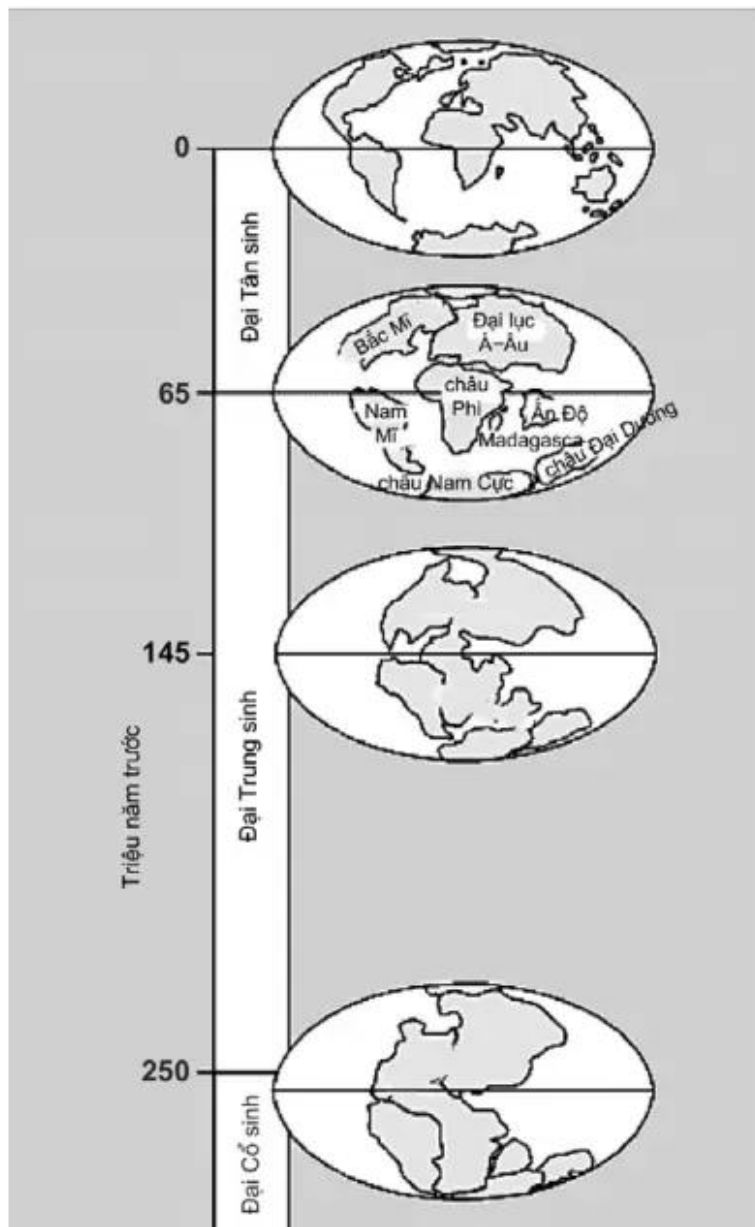 0
Đại Tân sinh
Bắc Mĩ
Đại lục
Á-Âu
65
châu
Phi
Nam
Mĩ
Ấn Độ
Madagasca
châu Đại Dương
châu Nam Cực
145
Triệu năm trước
Đại Trung sinh
250
Đại Cổ sinh